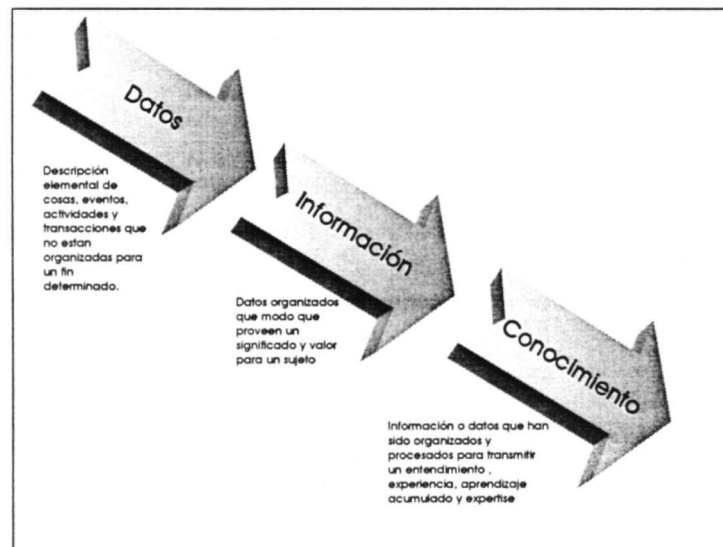 Datos
Descripción
elemental de
cosas, eventos,
actividades y
transacciones que
no estan
organizadas para
un fin
determinado.
Información
Datos organizados
que modo que
proveen un
significado y valor
para un sujeto
Conocimiento
Información o datos que han
sido organizados y
procesados para transmitir
un entendimiento ,
experiencia, aprendizaje
acumulado y expertise